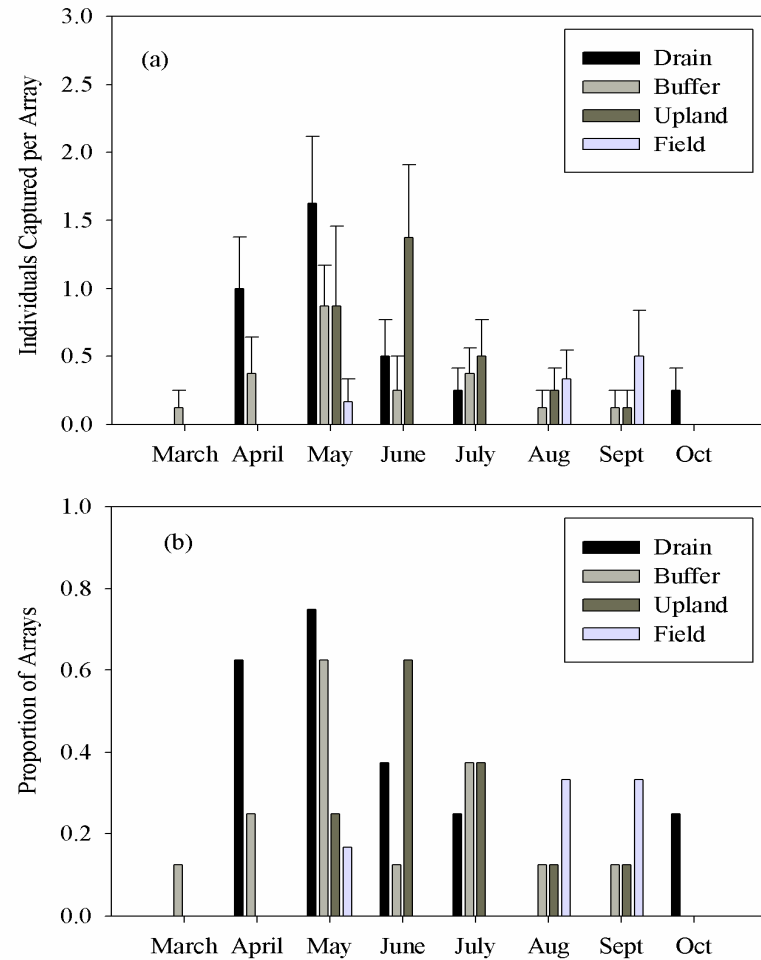 3.0
(a)
Drain
Buffer
Upland
Field
2.5
2.0
1.5
1.0
0.5
0.0
Individuals Captured per Array
March April May June July Aug Sept Oct
1.0
(b)
Drain
Buffer
Upland
Field
0.8
0.6
0.4
0.2
0.0
Proportion of Arrays
March April May June July Aug Sept Oct